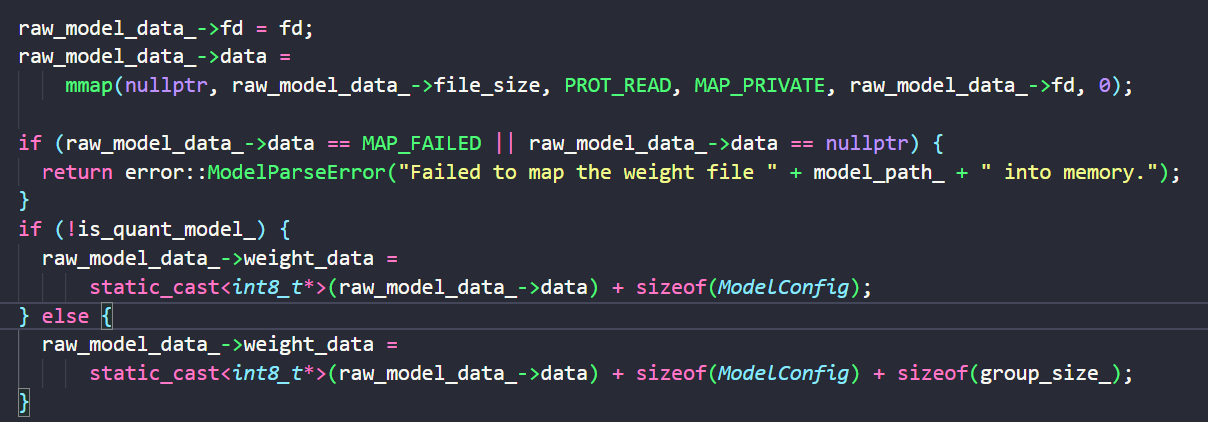 raw_model_data_->fd = fd;
raw_model_data_->data =
    mmap(nullptr, raw_model_data_->file_size, PROT_READ, MAP_PRIVATE, raw_model_data_->fd, 0);

if (raw_model_data_->data == MAP_FAILED || raw_model_data_->data == nullptr) {
  return error::ModelParseError("Failed to map the weight file " + model_path_ + " into memory.");
}
if (!is_quant_model_) {
  raw_model_data_->weight_data =
      static_cast<int8_t*>(raw_model_data_->data) + sizeof(ModelConfig);
} else {
  raw_model_data_->weight_data =
      static_cast<int8_t*>(raw_model_data_->data) + sizeof(ModelConfig) + sizeof(group_size_);
}